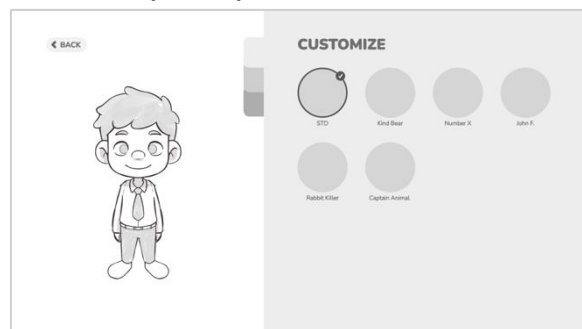 BACK
CUSTOMIZE
STD
Kind Bear
Number X
John F.
Rabbit Killer
Captain Animal